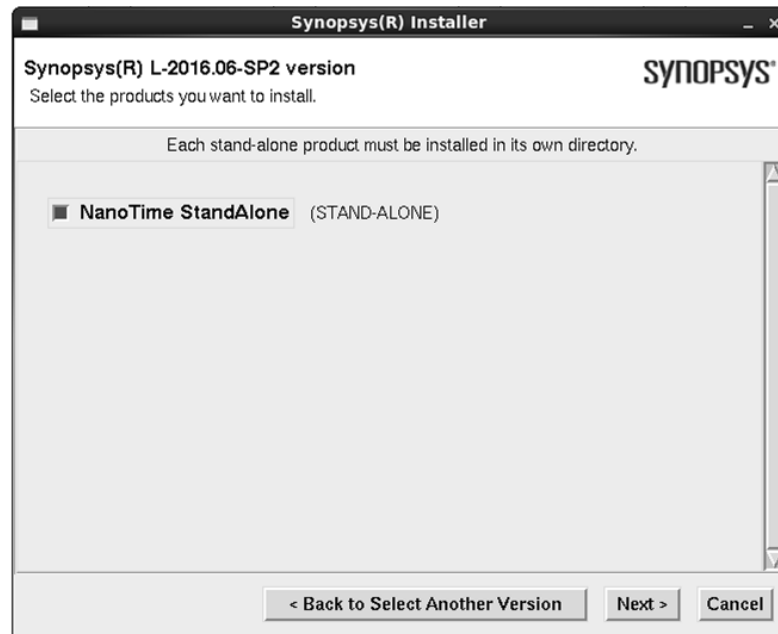 Synopsys(R) Installer
Synopsys(R) L-2016.06-SP2 version
SYNOPSYS®
Select the products you want to install.
Each stand-alone product must be installed in its own directory.
NanoTime StandAlone (STAND-ALONE)
< Back to Select Another Version Next > Cancel